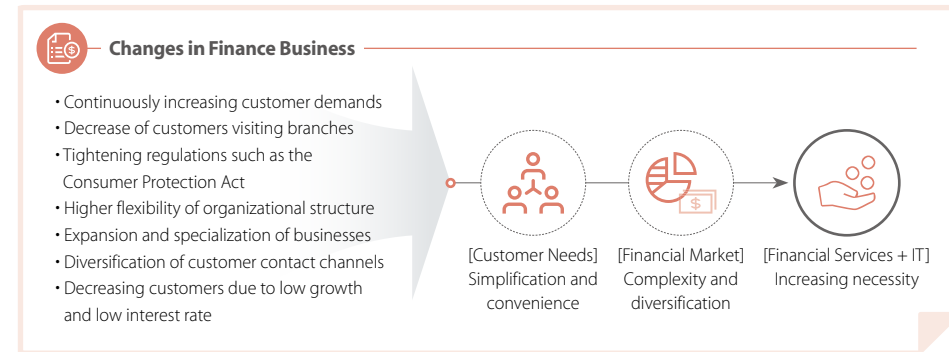 Changes in Finance Business
• Continuously increasing customer demands
• Decrease of customers visiting branches
• Tightening regulations such as the
Consumer Protection Act
• Higher flexibility of organizational structure
• Expansion and specialization of businesses
• Diversification of customer contact channels
• Decreasing customers due to low growth
and low interest rate
[Customer Needs]
Simplification and
convenience
$
[Financial Market]
Complexity and
diversification
[Financial Services + IT]
Increasing necessity